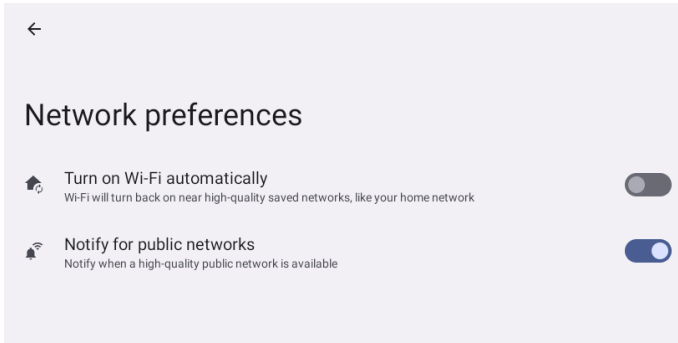 Network preferences
Turn on Wi-Fi automatically
Wi-Fi will turn back on near high-quality saved networks, like your home network
Notify for public networks
Notify when a high-quality public network is available